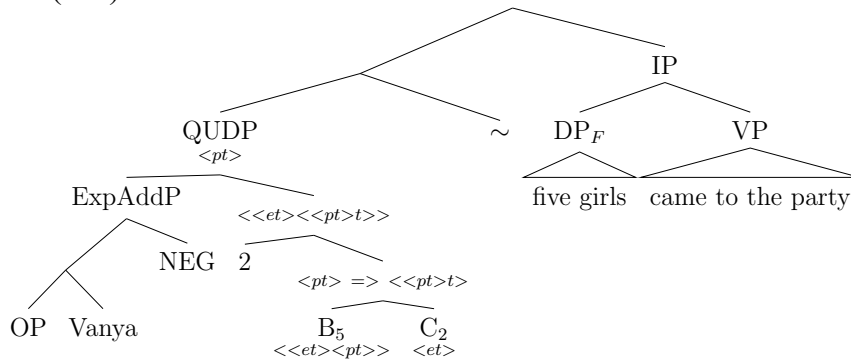 IP
QUDP ∼ DP_F VP
<pt>
ExpAddP five girls came to the party
<<et><<pt>t>>
NEG 2
<pt> => <<pt>t>
OP Vanya B_5 C_2
<<et><pt>> <et>